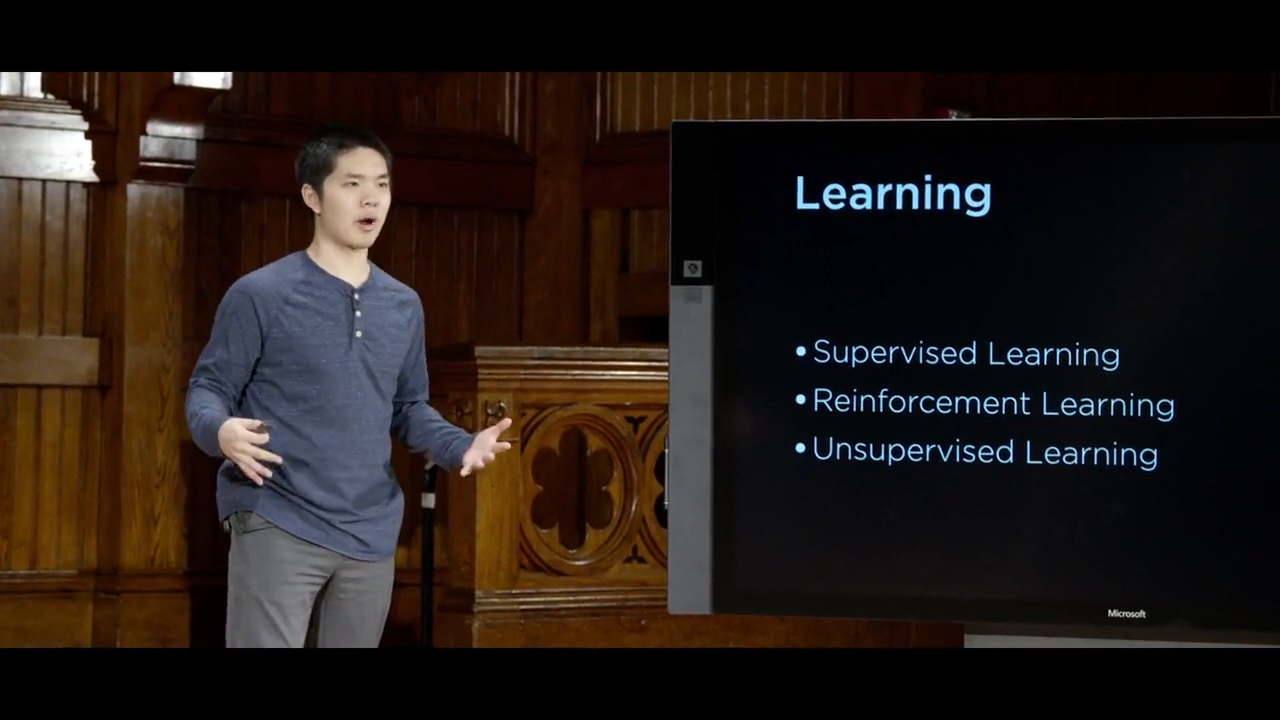 Learning
• Supervised Learning
• Reinforcement Learning
• Unsupervised Learning
Microsoft